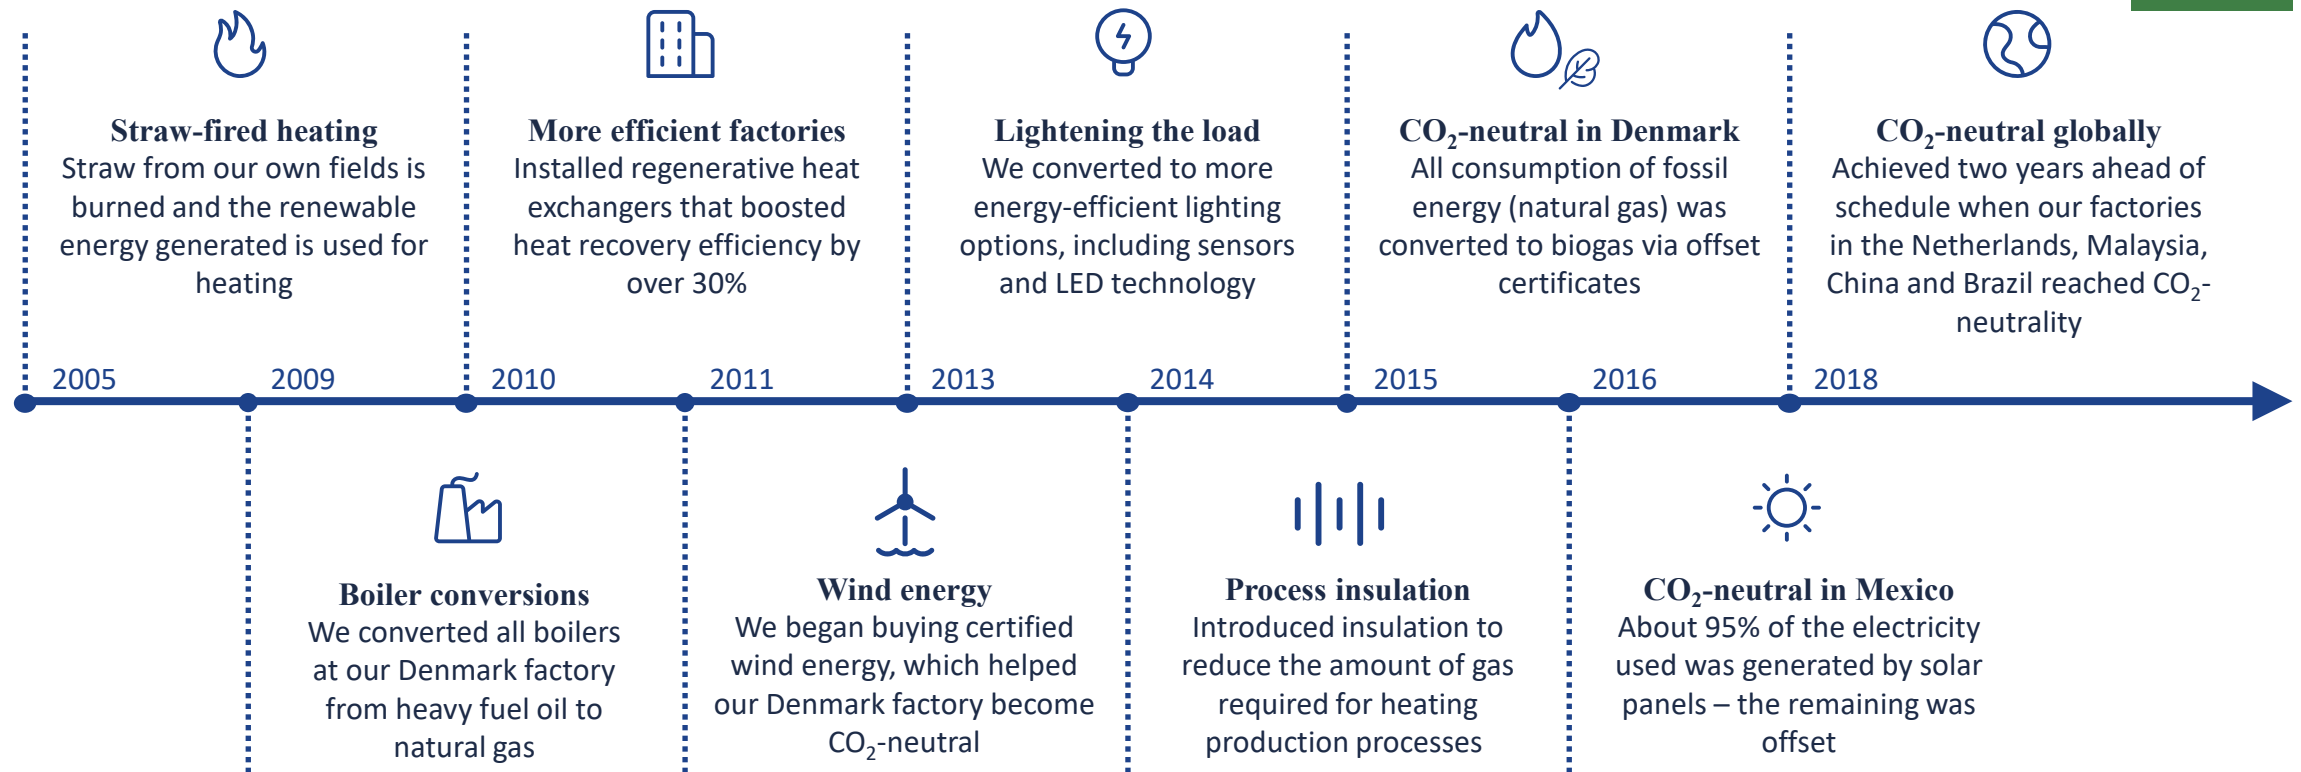 Straw-fired heating
Straw from our own fields is
burned and the renewable
energy generated is used for
heating
More efficient factories
Installed regenerative heat
exchangers that boosted
heat recovery efficiency by
over 30%
Lightening the load
We converted to more
energy-efficient lighting
options, including sensors
and LED technology
CO₂-neutral in Denmark
All consumption of fossil
energy (natural gas) was
converted to biogas via offset
certificates
CO₂-neutral globally
Achieved two years ahead of
schedule when our factories
in the Netherlands, Malaysia,
China and Brazil reached CO₂-
neutrality
2005 2009 2010 2011 2013 2014 2015 2016 2018
Boiler conversions
We converted all boilers
at our Denmark factory
from heavy fuel oil to
natural gas
Wind energy
We began buying certified
wind energy, which helped
our Denmark factory become
CO₂-neutral
Process insulation
Introduced insulation to
reduce the amount of gas
required for heating
production processes
CO₂-neutral in Mexico
About 95% of the electricity
used was generated by solar
panels – the remaining was
offset